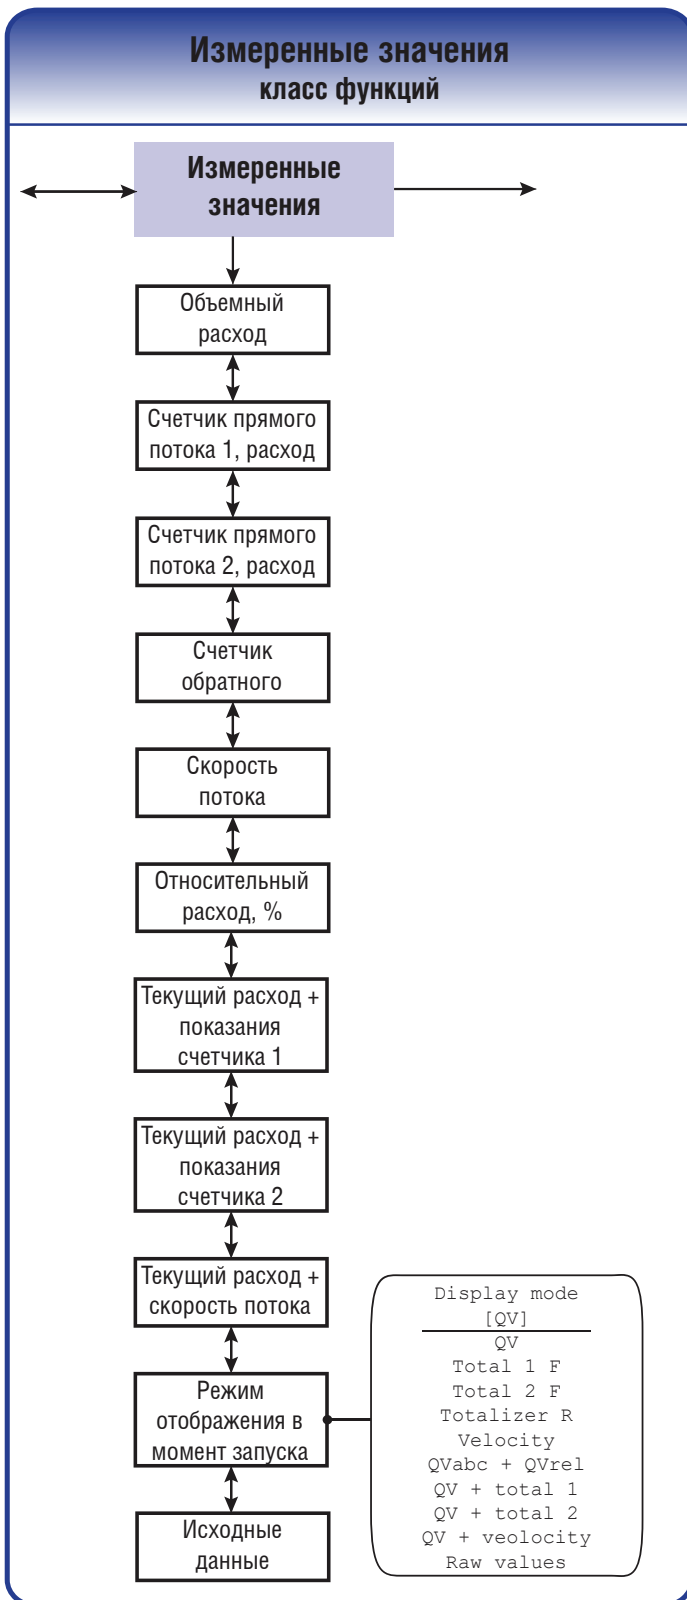 Измеренные значения
класс функций
Измеренные
значения
Объемный
расход
Счетчик прямого
потока 1, расход
Счетчик прямого
потока 2, расход
Счетчик
обратного
Скорость
потока
Относительный
расход, %
Текущий расход +
показания
счетчика 1
Текущий расход +
показания
счетчика 2
Текущий расход +
скорость потока
Режим
отображения в
момент запуска
Display mode
[QV]
QV
Total 1 F
Total 2 F
Totalizer R
Velocity
QVabc + QVrel
QV + total 1
QV + total 2
QV + veolocity
Raw values
Исходные
данные